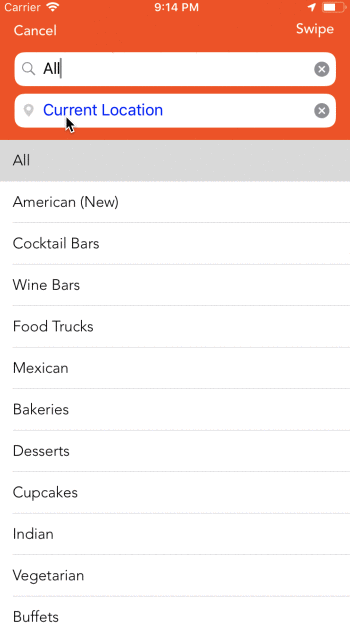 Carrier 9:14 PM
Cancel Swipe
All
Current Location
All
American (New)
Cocktail Bars
Wine Bars
Food Trucks
Mexican
Bakeries
Desserts
Cupcakes
Indian
Vegetarian
Buffets